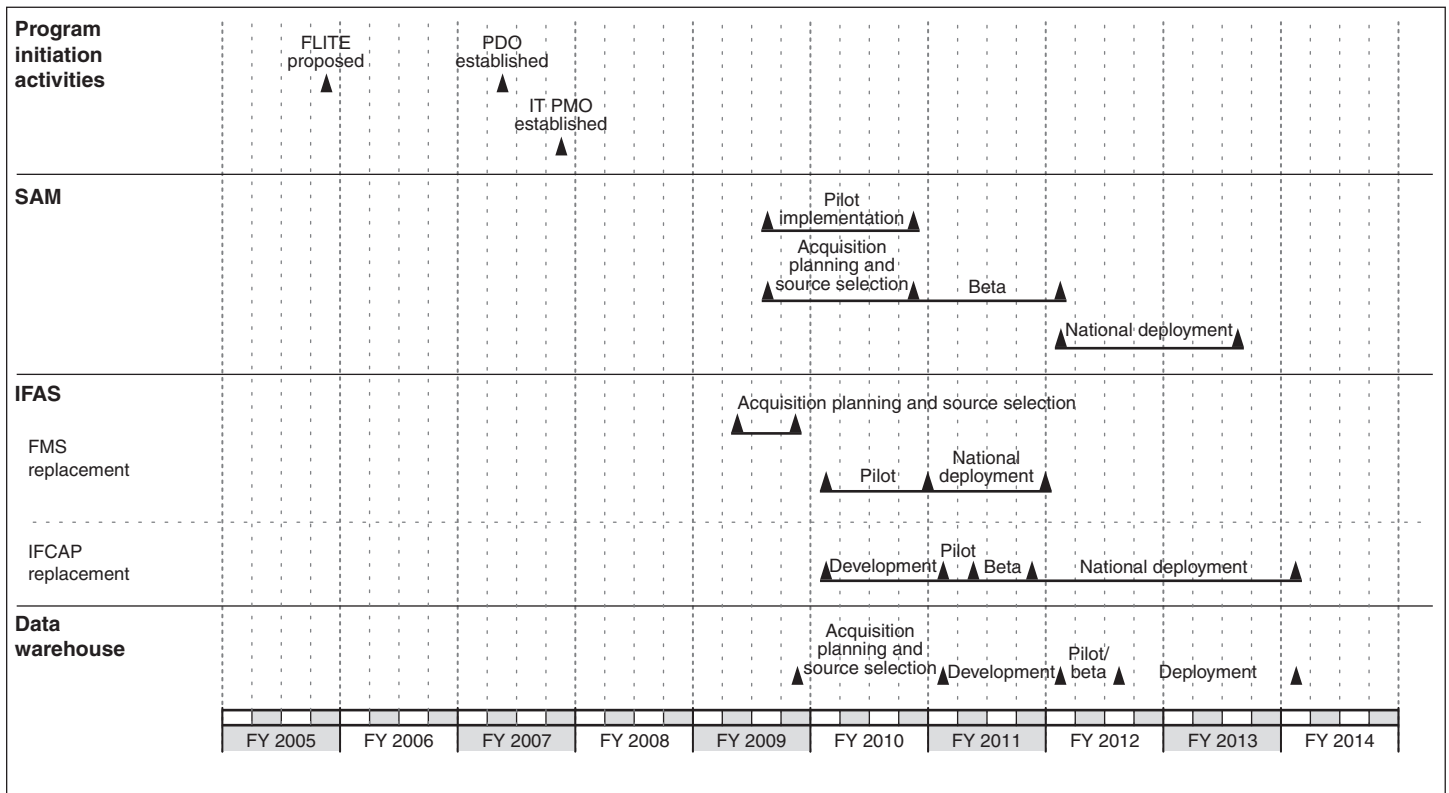 Program
initiation
activities
FLITE
proposed
PDO
established
IT PMO
established
SAM
Pilot
implementation
Acquisition
planning and
source selection
Beta
National deployment
IFAS
Acquisition planning and source selection
FMS
replacement
Pilot
National
deployment
IFCAP
replacement
Development
Pilot
Beta
National deployment
Data
warehouse
Acquisition
planning and
source selection
Development
Pilot/
beta
Deployment
FY 2005 FY 2006 FY 2007 FY 2008 FY 2009 FY 2010 FY 2011 FY 2012 FY 2013 FY 2014